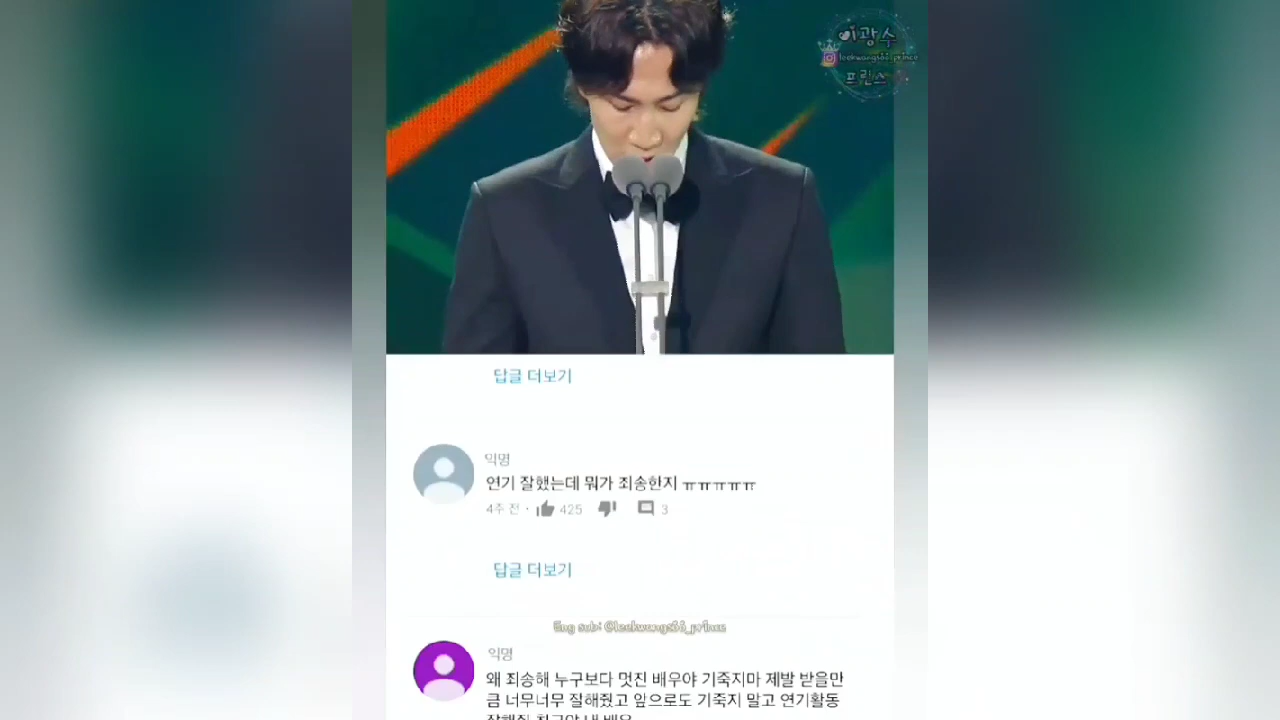 이광수
leekwangs66_prince
프린스
답글 더보기
익명
연기 잘했는데 뭐가 죄송한지 ㅠㅠㅠㅠㅠ
4주 전 · 425 3
답글 더보기
Eng sub: @leekwangs66_prince
익명
왜 죄송해 누구보다 멋진 배우야 기죽지마 제발 받을만
큼 너무너무 잘해줬고 앞으로도 기죽지 말고 연기활동